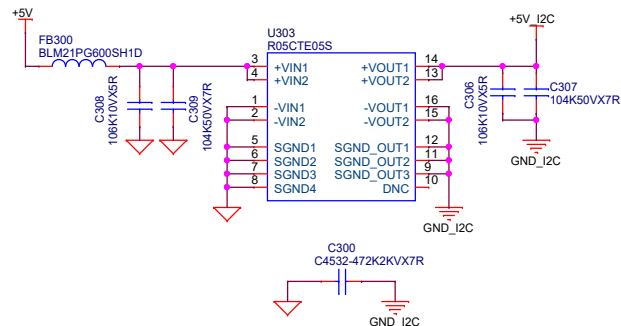 +5V
FB300
BLM21PG600SH1D
C308
106K10VX5R
C309
104K50VX7R
U303
R05CTE05S
3 +VIN1 +VOUT1 14
4 +VIN2 +VOUT2 13
1 -VIN1 -VOUT1 16
2 -VIN2 -VOUT2 15
5 SGND1 SGND_OUT1 12
6 SGND2 SGND_OUT2 11
7 SGND3 SGND_OUT3 9
8 SGND4 DNC 10
GND_I2C
+5V_I2C
C306
106K10VX5R
C307
104K50VX7R
GND_I2C
C300
C4532-472K2KVX7R
GND_I2C